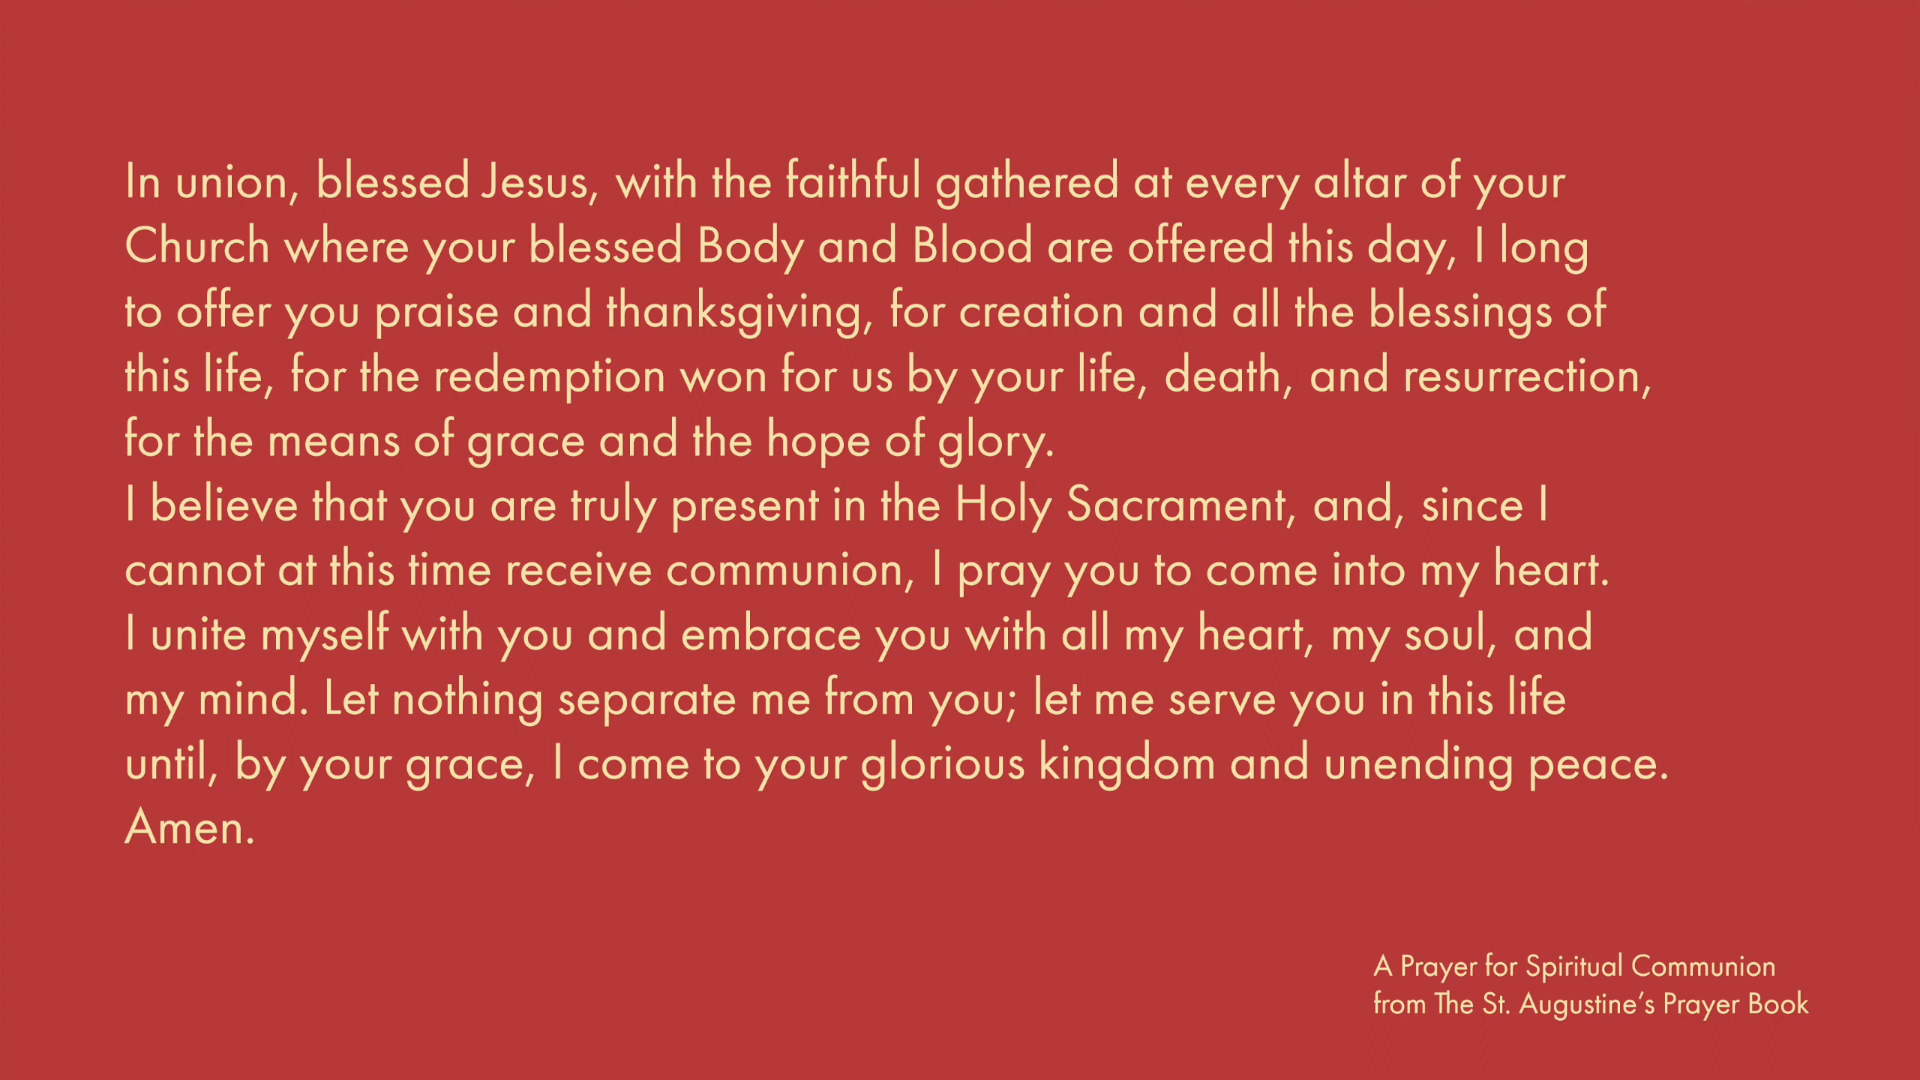 In union, blessed Jesus, with the faithful gathered at every altar of your
Church where your blessed Body and Blood are offered this day, I long
to offer you praise and thanksgiving, for creation and all the blessings of
this life, for the redemption won for us by your life, death, and resurrection,
for the means of grace and the hope of glory.
I believe that you are truly present in the Holy Sacrament, and, since I
cannot at this time receive communion, I pray you to come into my heart.
I unite myself with you and embrace you with all my heart, my soul, and
my mind. Let nothing separate me from you; let me serve you in this life
until, by your grace, I come to your glorious kingdom and unending peace.
Amen.
A Prayer for Spiritual Communion
from The St. Augustine’s Prayer Book